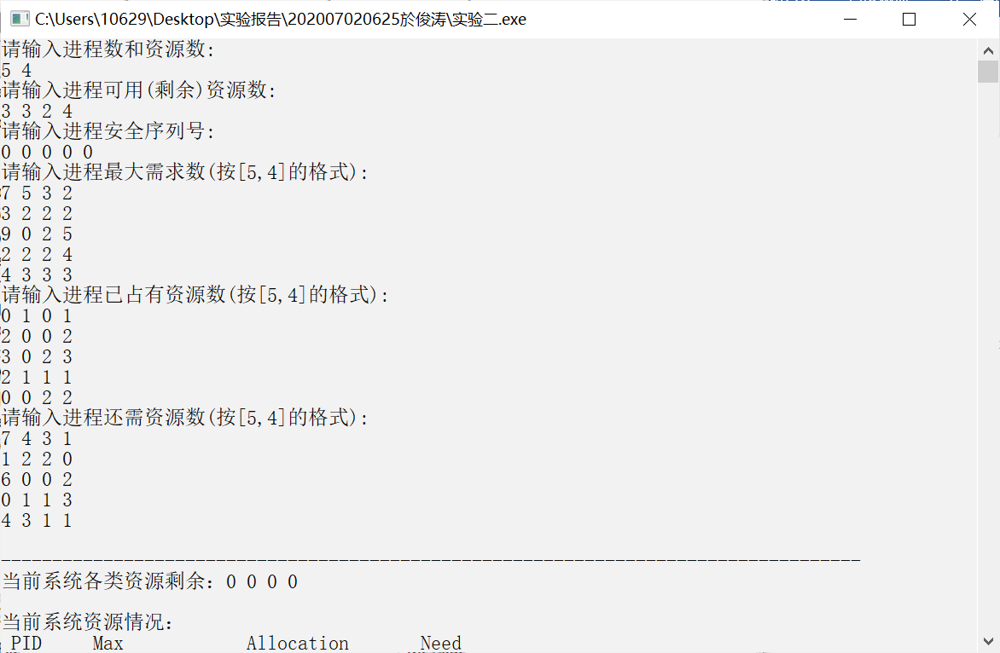 C:\Users\10629\Desktop\实验报告\202007020625於俊涛\实验二.exe
请输入进程数和资源数:
5 4
请输入进程可用(剩余)资源数:
3 3 2 4
请输入进程安全序列号:
0 0 0 0 0
请输入进程最大需求数(按[5,4]的格式):
7 5 3 2
3 2 2 2
9 0 2 5
2 2 2 4
4 3 3 3
请输入进程已占有资源数(按[5,4]的格式):
0 1 0 1
2 0 0 2
3 0 2 3
2 1 1 1
0 0 2 2
请输入进程还需资源数(按[5,4]的格式):
7 4 3 1
1 2 2 0
6 0 0 2
0 1 1 3
4 3 1 1
------------------------------------------------------------------------------------
当前系统各类资源剩余: 0 0 0 0
当前系统资源情况:
PID Max Allocation Need